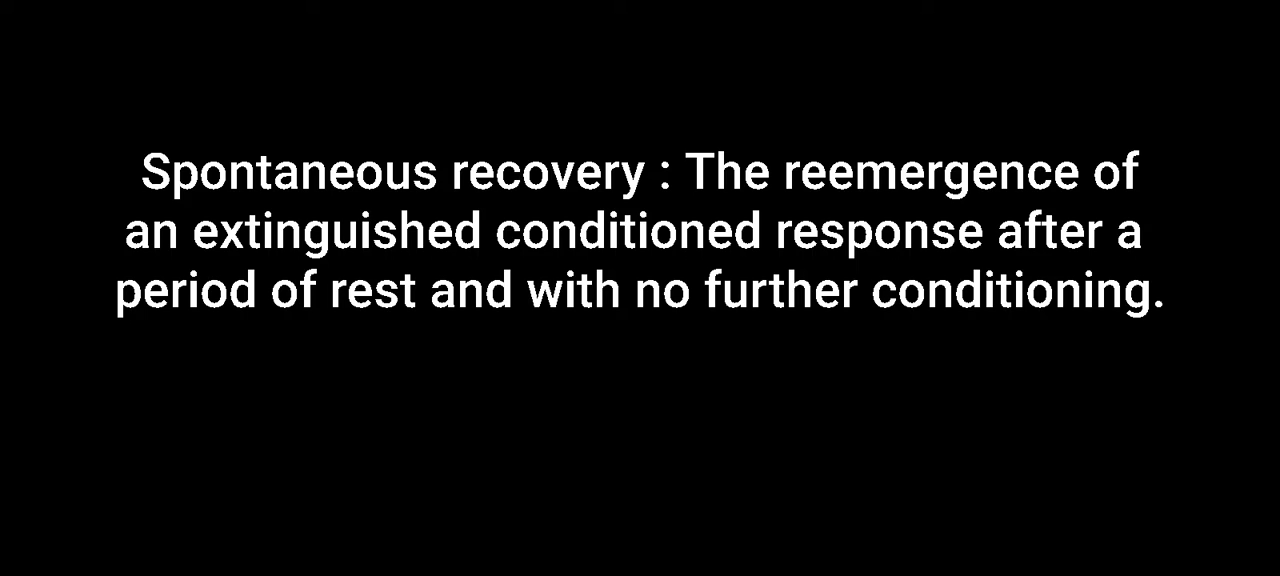 Spontaneous recovery : The reemergence of
an extinguished conditioned response after a
period of rest and with no further conditioning.